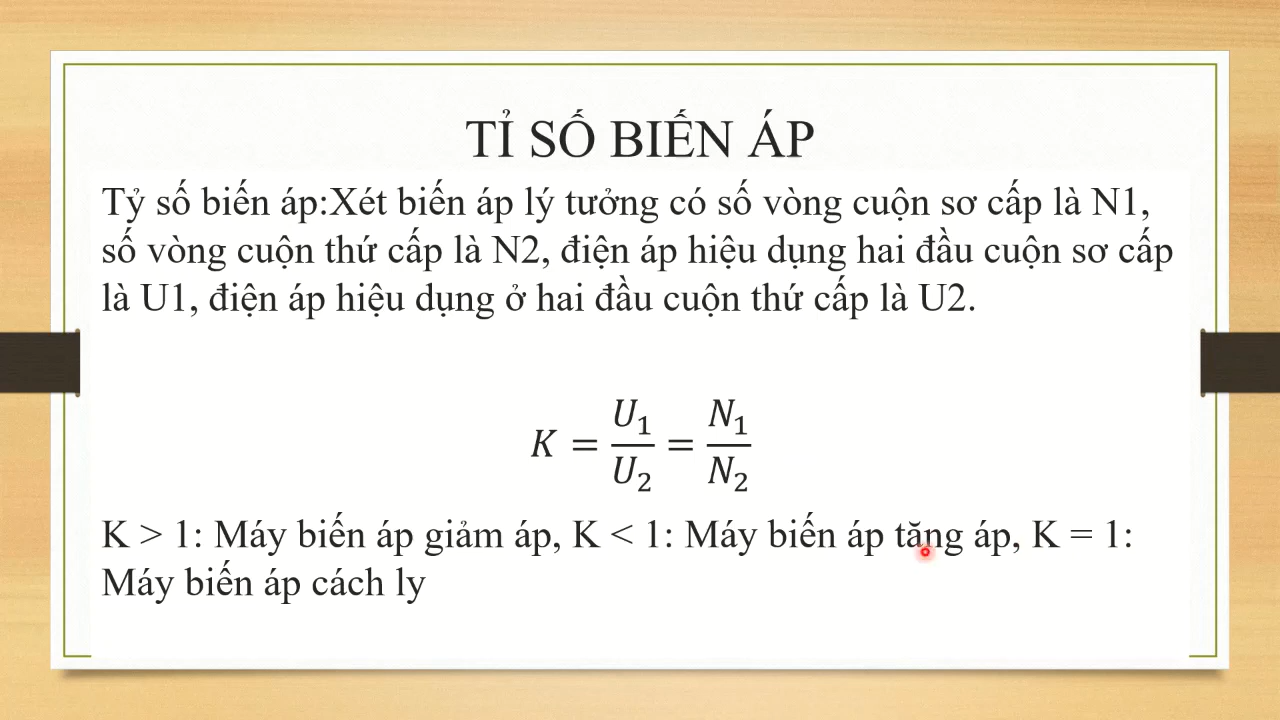 TỈ SỐ BIẾN ÁP
Tỷ số biến áp:Xét biến áp lý tưởng có số vòng cuộn sơ cấp là N1,
số vòng cuộn thứ cấp là N2, điện áp hiệu dụng hai đầu cuộn sơ cấp
là U1, điện áp hiệu dụng ở hai đầu cuộn thứ cấp là U2.
K = U₁/U₂ = N₁/N₂
K > 1: Máy biến áp giảm áp, K < 1: Máy biến áp tăng áp, K = 1:
Máy biến áp cách ly